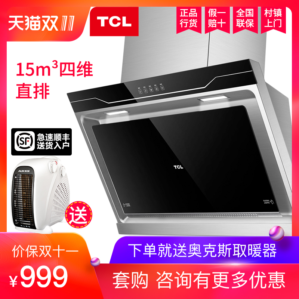 天猫双11
TCL
全新正品行货
假一赔十
全国联保
村镇上门
15m³四维
直排
SF
急速顺丰
送货入户
TCL
送
价保双十一
¥999
下单就送奥克斯取暖器
套购 咨询有更多优惠